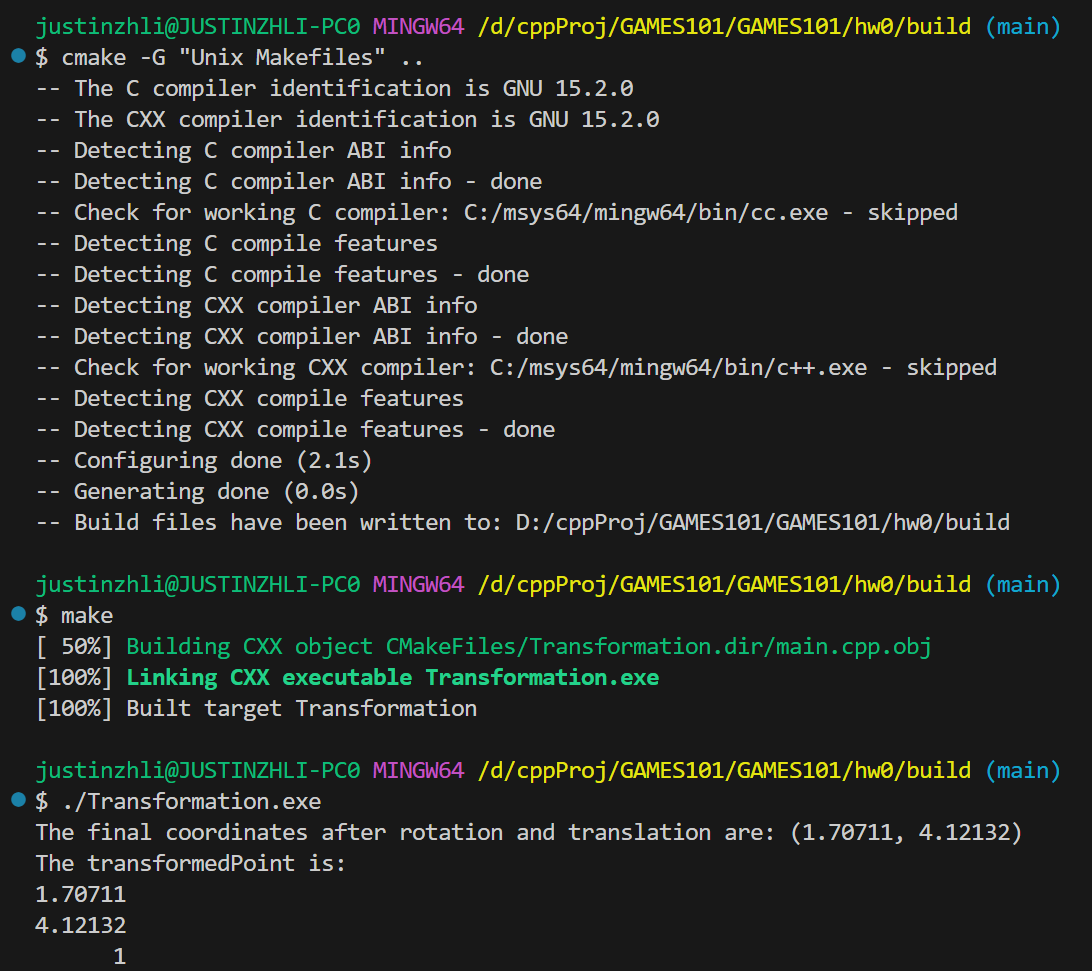 justinzhli@JUSTINZHLI-PC0 MINGW64 /d/cppProj/GAMES101/GAMES101/hw0/build (main)
$ cmake -G "Unix Makefiles" ..
-- The C compiler identification is GNU 15.2.0
-- The CXX compiler identification is GNU 15.2.0
-- Detecting C compiler ABI info
-- Detecting C compiler ABI info - done
-- Check for working C compiler: C:/msys64/mingw64/bin/cc.exe - skipped
-- Detecting C compile features
-- Detecting C compile features - done
-- Detecting CXX compiler ABI info
-- Detecting CXX compiler ABI info - done
-- Check for working CXX compiler: C:/msys64/mingw64/bin/c++.exe - skipped
-- Detecting CXX compile features
-- Detecting CXX compile features - done
-- Configuring done (2.1s)
-- Generating done (0.0s)
-- Build files have been written to: D:/cppProj/GAMES101/GAMES101/hw0/build

justinzhli@JUSTINZHLI-PC0 MINGW64 /d/cppProj/GAMES101/GAMES101/hw0/build (main)
$ make
[ 50%] Building CXX object CMakeFiles/Transformation.dir/main.cpp.obj
[100%] Linking CXX executable Transformation.exe
[100%] Built target Transformation

justinzhli@JUSTINZHLI-PC0 MINGW64 /d/cppProj/GAMES101/GAMES101/hw0/build (main)
$ ./Transformation.exe
The final coordinates after rotation and translation are: (1.70711, 4.12132)
The transformedPoint is:
1.70711
4.12132
      1